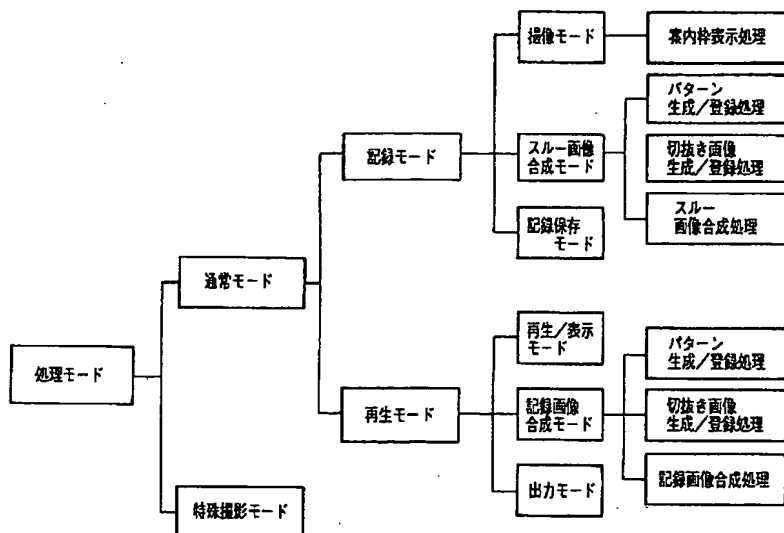 処理モード
通常モード
特殊撮影モード
記録モード
再生モード
撮像モード
スルー画像
合成モード
記録保存
モード
再生/表示
モード
記録画像
合成モード
出力モード
案内枠表示処理
パターン
生成/登録処理
切抜き画像
生成/登録処理
スルー
画像合成処理
パターン
生成/登録処理
切抜き画像
生成/登録処理
記録画像合成処理